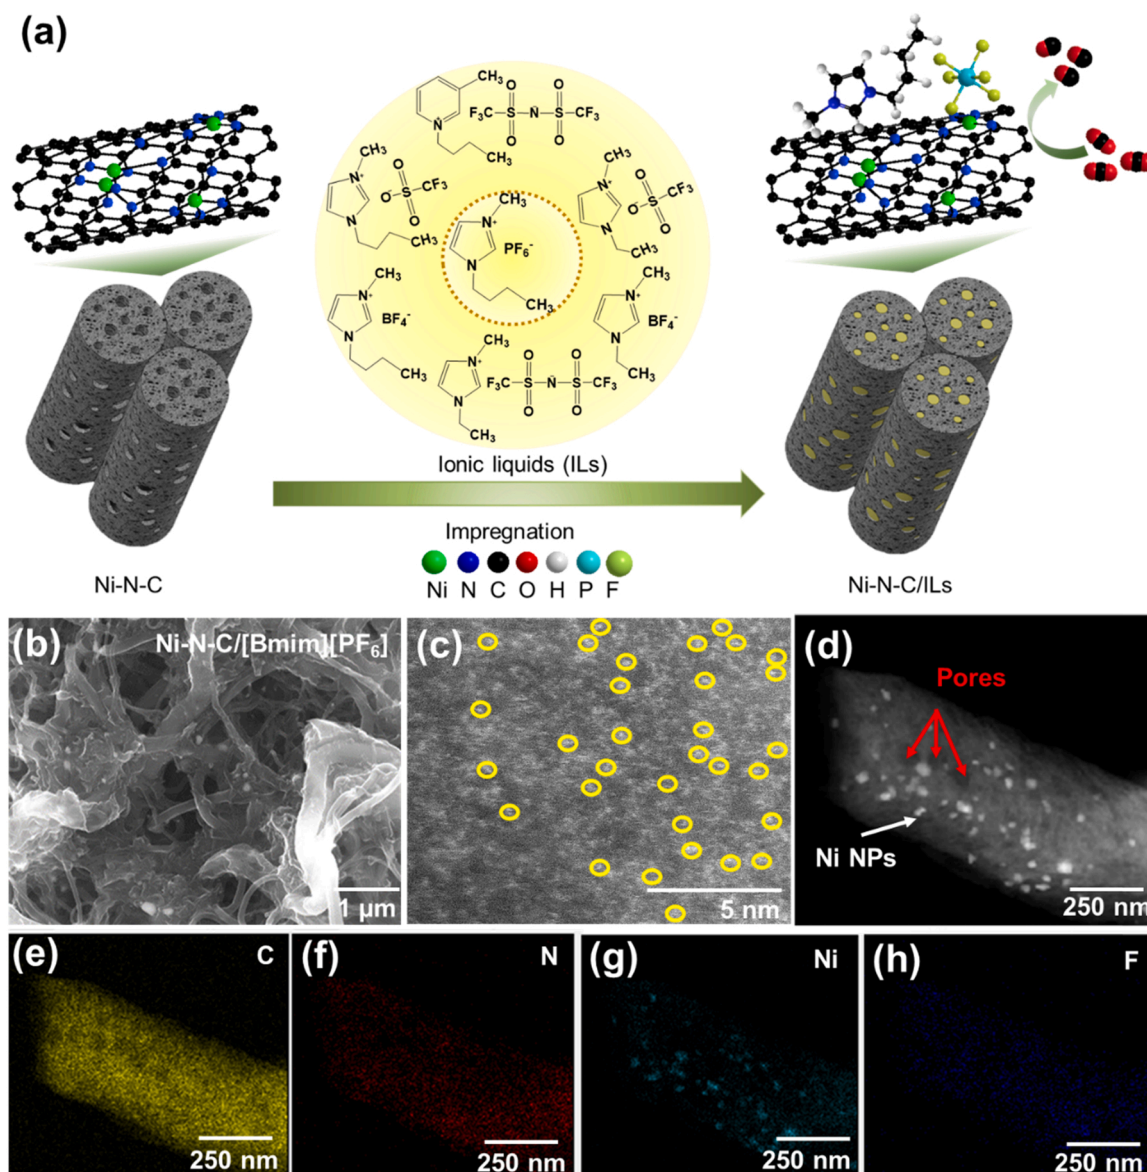 (a)
CH3
N+
F3C-S-N̄-S-CF3
O O
O O
CH3
CH3
N+
N
O-S-CF3
O
O
CH3
CH3
N+
N
O-S-CF3
O
O
CH3
CH3
N+
N
PF6-
CH3
CH3
N+
N
BF4-
CH3
CH3
N+
N
BF4-
CH3
CH3
N+
N
F3C-S-N̄-S-CF3
O O
O O
CH3
Ionic liquids (ILs)
Impregnation
Ni N C O H P F
Ni-N-C
Ni-N-C/ILs
(b) Ni-N-C/[Bmim][PF6]
1 µm
(c)
5 nm
(d)
Pores
Ni NPs
250 nm
(e) C
250 nm
(f) N
250 nm
(g) Ni
250 nm
(h) F
250 nm